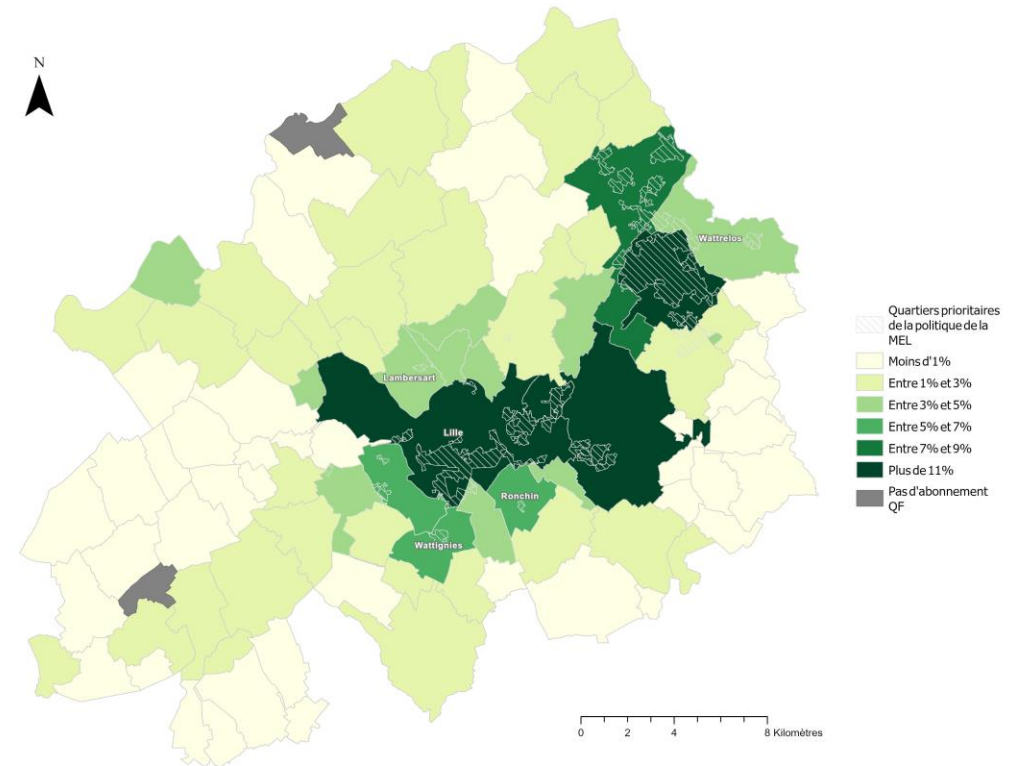 N
Wattrelos
Lambersart
Lille
Ronchin
Wattignies
Quartiers prioritaires
de la politique de la
MEL
Moins d'1%
Entre 1% et 3%
Entre 3% et 5%
Entre 5% et 7%
Entre 7% et 9%
Plus de 11%
Pas d'abonnement
QF
0 2 4 8 Kilomètres